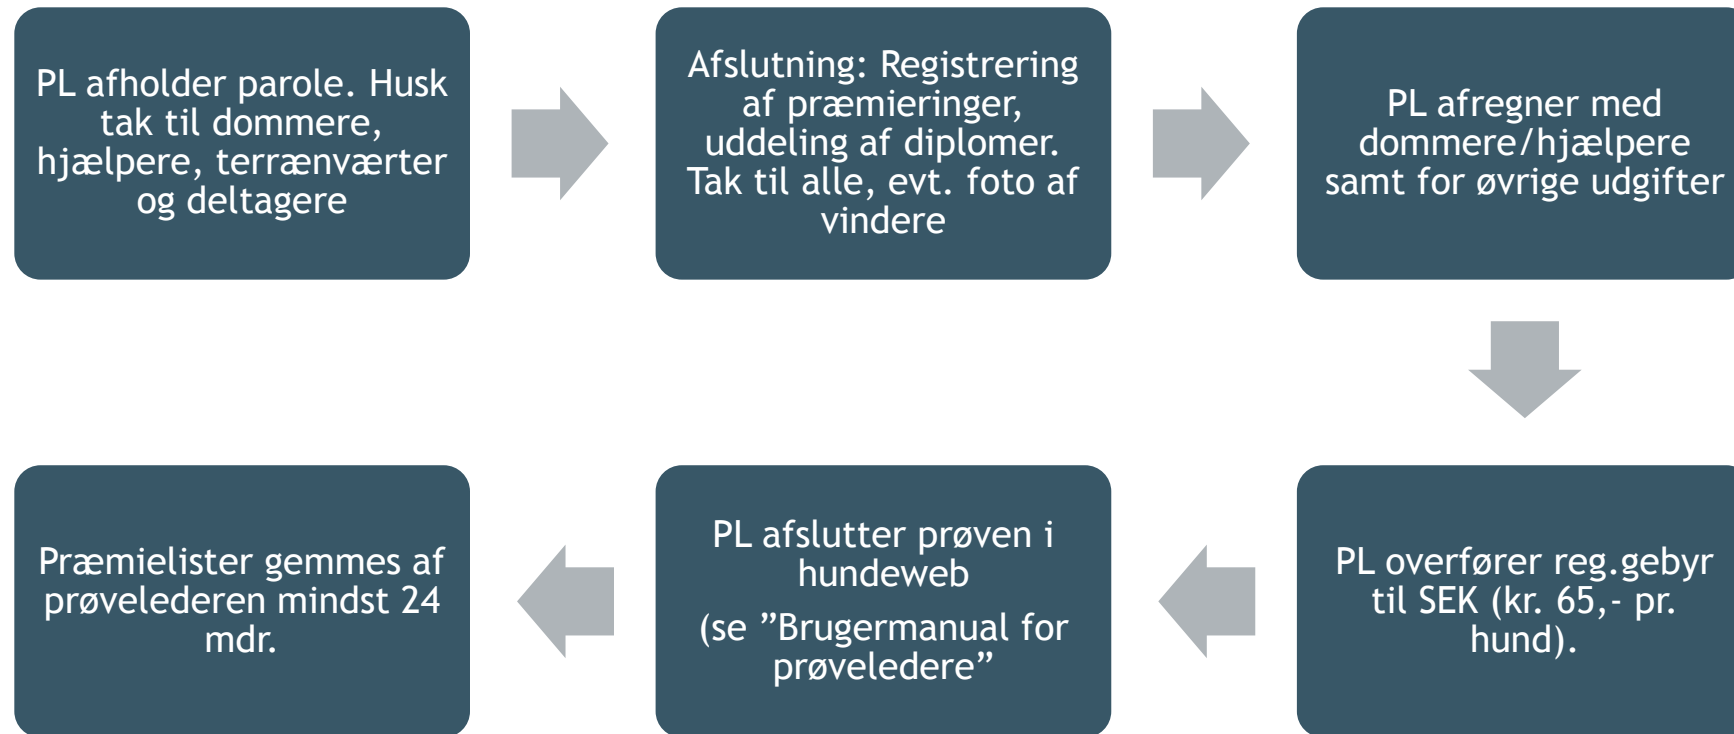 PL afholder parole. Husk
tak til dommere,
hjælpere, terrænværter
og deltagere
Afslutning: Registrering
af præmieringer,
uddeling af diplomer.
Tak til alle, evt. foto af
vindere
PL afregner med
dommere/hjælpere
samt for øvrige udgifter
PL overfører reg.gebyr
til SEK (kr. 65,- pr.
hund).
PL afslutter prøven i
hundeweb
(se ”Brugermanual for
prøveledere”
Præmielister gemmes af
prøvelederen mindst 24
mdr.